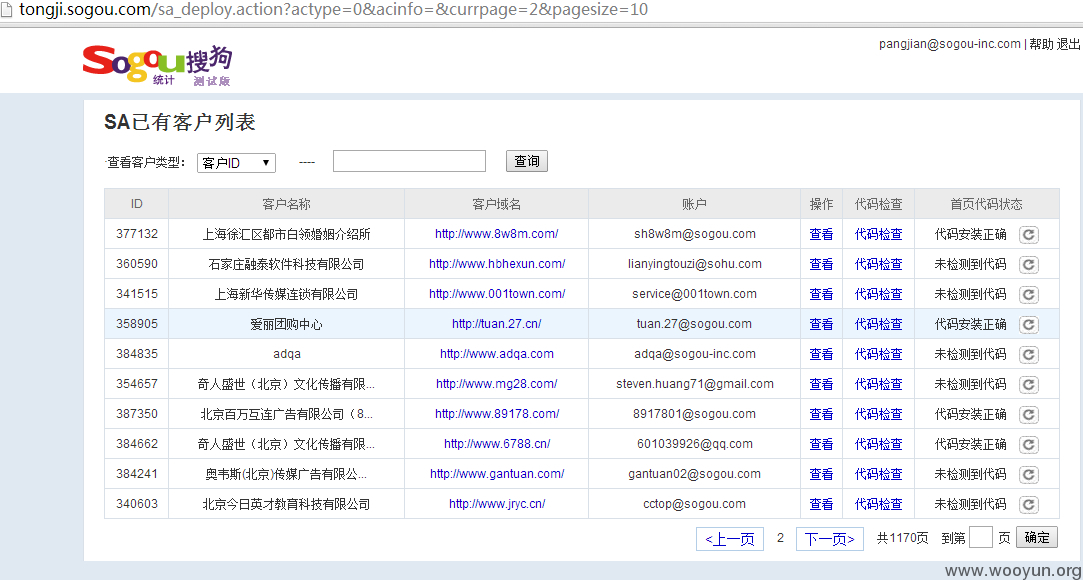 tongji.sogou.com/sa_deploy.action?actype=0&acinfo=&currpage=2&pagesize=10
pangjian@sogou-inc.com | 帮助 退出
Sogou搜狗
统计 测试版
SA已有客户列表
·查看客户类型： 客户ID ---- 查询
ID 客户名称 客户域名 账户 操作 代码检查 首页代码状态
377132 上海徐汇区都市白领婚姻介绍所 http://www.8w8m.com/ sh8w8m@sogou.com 查看 代码检查 代码安装正确
360590 石家庄融泰软件科技有限公司 http://www.hbhexun.com/ lianyingtouzi@sohu.com 查看 代码检查 未检测到代码
341515 上海新华传媒连锁有限公司 http://www.001town.com/ service@001town.com 查看 代码检查 未检测到代码
358905 爱丽团购中心 http://tuan.27.cn/ tuan.27@sogou.com 查看 代码检查 代码安装正确
384835 adqa http://www.adqa.com adqa@sogou-inc.com 查看 代码检查 未检测到代码
354657 奇人盛世（北京）文化传播有限... http://www.mg28.com/ steven.huang71@gmail.com 查看 代码检查 未检测到代码
387350 北京百万互连广告有限公司（8... http://www.89178.com/ 8917801@sogou.com 查看 代码检查 代码安装正确
384662 奇人盛世（北京）文化传播有限... http://www.6788.cn/ 601039926@qq.com 查看 代码检查 代码安装正确
384241 奥韦斯(北京)传媒广告有限公... http://www.gantuan.com/ gantuan02@sogou.com 查看 代码检查 未检测到代码
340603 北京今日英才教育科技有限公司 http://www.jryc.cn/ cctop@sogou.com 查看 代码检查 未检测到代码
<上一页 2 下一页> 共1170页 到第 页 确定
www.wooyun.org